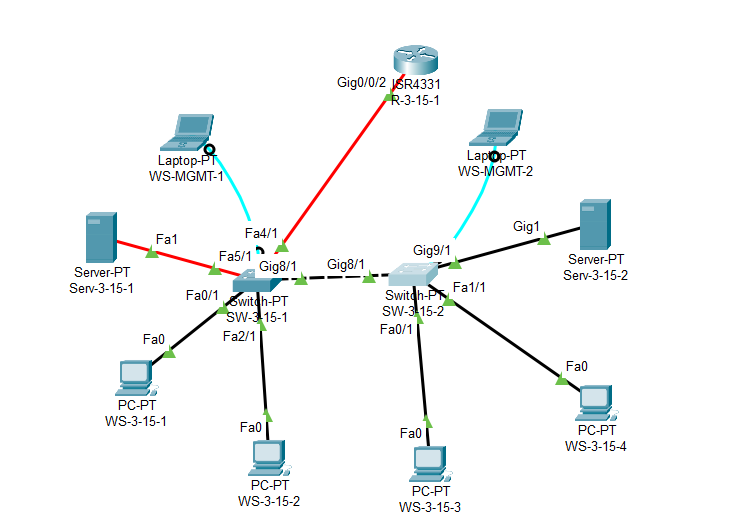 Gig0/0/2
ISR4331
R-3-15-1
Laptop-PT
WS-MGMT-1
Laptop-PT
WS-MGMT-2
Fa1
Server-PT
Serv-3-15-1
Fa4/1
Fa5/1
Gig8/1
Gig8/1
Gig9/1
Gig1
Server-PT
Serv-3-15-2
Switch-PT
SW-3-15-1
Switch-PT
SW-3-15-2
Fa0/1
Fa2/1
Fa0/1
Fa1/1
Fa0
PC-PT
WS-3-15-1
Fa0
PC-PT
WS-3-15-2
Fa0
PC-PT
WS-3-15-3
Fa0
PC-PT
WS-3-15-4